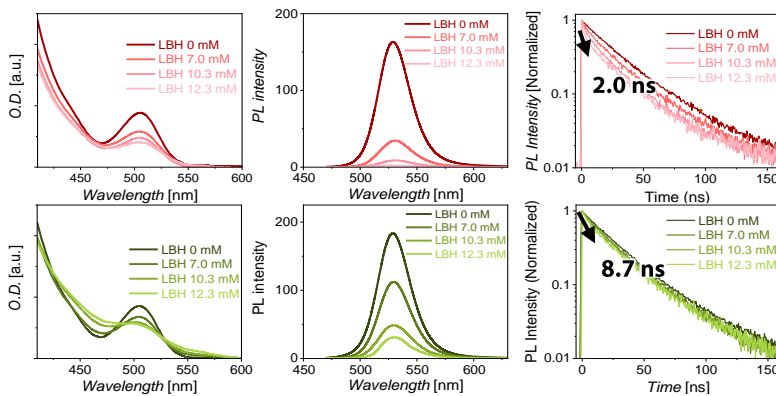 O.D. [a.u.]
LBH 0 mM
LBH 7.0 mM
LBH 10.3 mM
LBH 12.3 mM
450 500 550 600
Wavelength [nm]
PL intensity
200
100
0
LBH 0 mM
LBH 7.0 mM
LBH 10.3 mM
LBH 12.3 mM
450 500 550 600
Wavelength [nm]
PL Intensity [Normalized]
1
0.1
0.01
LBH 0 mM
LBH 7.0 mM
LBH 10.3 mM
LBH 12.3 mM
2.0 ns
0 50 100 150
Time (ns)
O.D. [a.u.]
LBH 0 mM
LBH 7.0 mM
LBH 10.3 mM
LBH 12.3 mM
450 500 550 600
Wavelength [nm]
PL intensity
200
100
0
LBH 0 mM
LBH 7.0 mM
LBH 10.3 mM
LBH 12.3 mM
450 500 550 600
Wavelength [nm]
PL Intensity (Normalized)
1
0.1
0.01
LBH 0 mM
LBH 7.0 mM
LBH 10.3 mM
LBH 12.3 mM
8.7 ns
0 50 100 150
Time (ns)